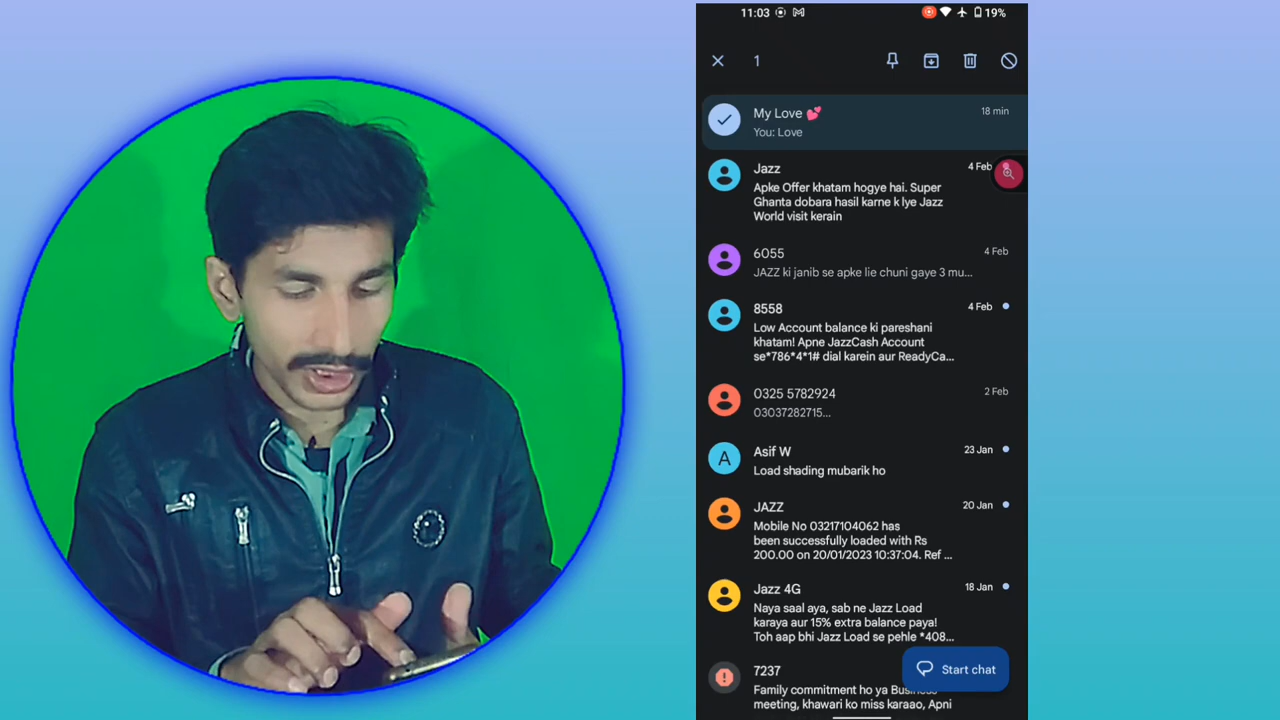 11:03
19%
1
My Love 💕
18 min
You: Love
Jazz
4 Feb
Apke Offer khatam hogye hai. Super
Ghanta dobara hasil karne k lye Jazz
World visit kerain
6055
4 Feb
JAZZ ki janib se apke lie chuni gaye 3 mu...
8558
4 Feb
Low Account balance ki pareshani
khatam! Apne JazzCash Account
se*786*4*1# dial karein aur ReadyCa...
0325 5782924
2 Feb
03037282715...
A
Asif W
23 Jan
Load shading mubarik ho
JAZZ
20 Jan
Mobile No 03217104062 has
been successfully loaded with Rs
200.00 on 20/01/2023 10:37:04. Ref ...
Jazz 4G
18 Jan
Naya saal aya, sab ne Jazz Load
karaya aur 15% extra balance paya!
Toh aap bhi Jazz Load se pehle *408...
Start chat
7237
Family commitment ho ya Business
meeting, khawari ko miss karaao, Apni